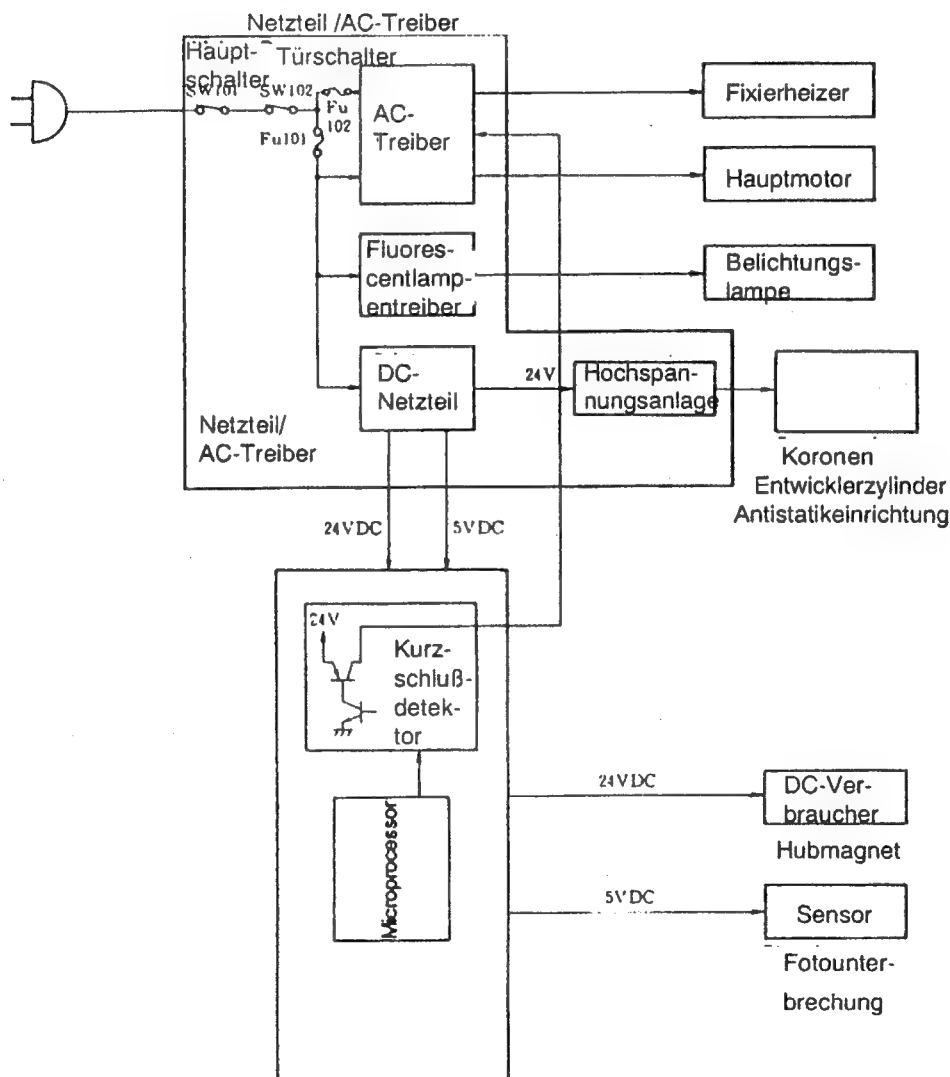 Netzteil /AC-Treiber
Haupt-
schalter
Türschalter
SW101
SW102
Fu
102
Fu101
AC-
Treiber
Fixierheizer
Hauptmotor
Fluores-
centlamp-
entreiber
Belichtungs-
lampe
DC-
Netzteil
24V
Hochspan-
nungsanlage
Netzteil/
AC-Treiber
Koronen
Entwicklerzylinder
Antistatikeinrichtung
24VDC
5VDC
24V
Kurz-
schluß-
detek-
tor
Microprocessor
24VDC
DC-Ver-
braucher
Hubmagnet
5VDC
Sensor
Fotounter-
brechung